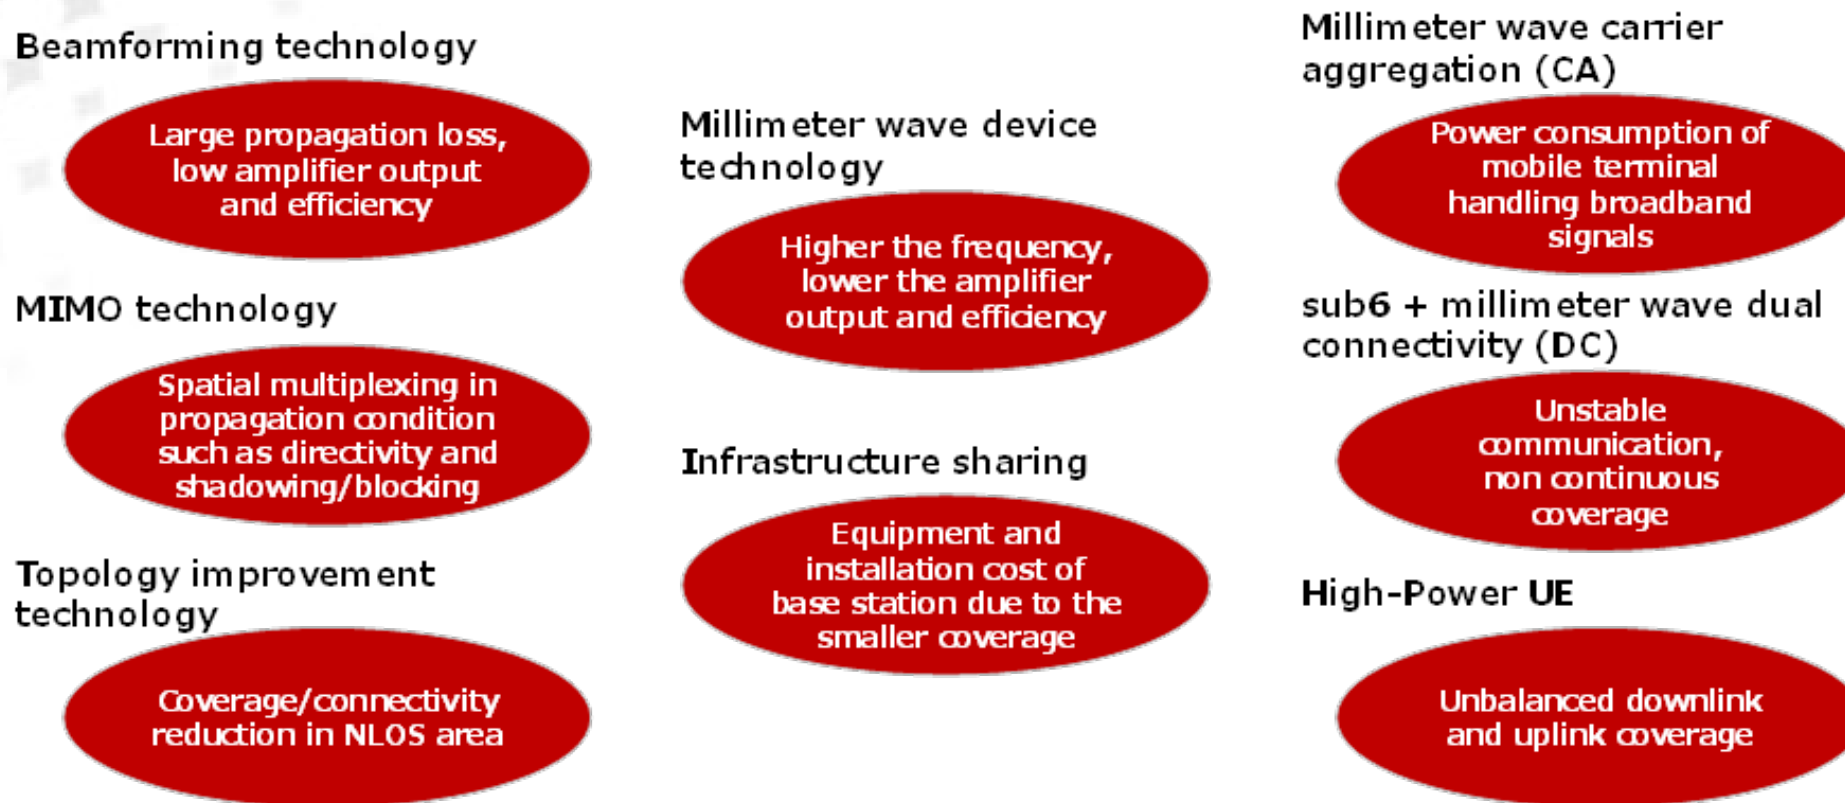 Beamforming technology
Large propagation loss,
low amplifier output
and efficiency
MIMO technology
Spatial multiplexing in
propagation condition
such as directivity and
shadowing/blocking
Topology improvement
technology
Coverage/connectivity
reduction in NLOS area
Millimeter wave device
technology
Higher the frequency,
lower the amplifier
output and efficiency
Infrastructure sharing
Equipment and
installation cost of
base station due to the
smaller coverage
Millimeter wave carrier
aggregation (CA)
Power consumption of
mobile terminal
handling broadband
signals
sub6 + millimeter wave dual
connectivity (DC)
Unstable
communication,
non continuous
coverage
High-Power UE
Unbalanced downlink
and uplink coverage